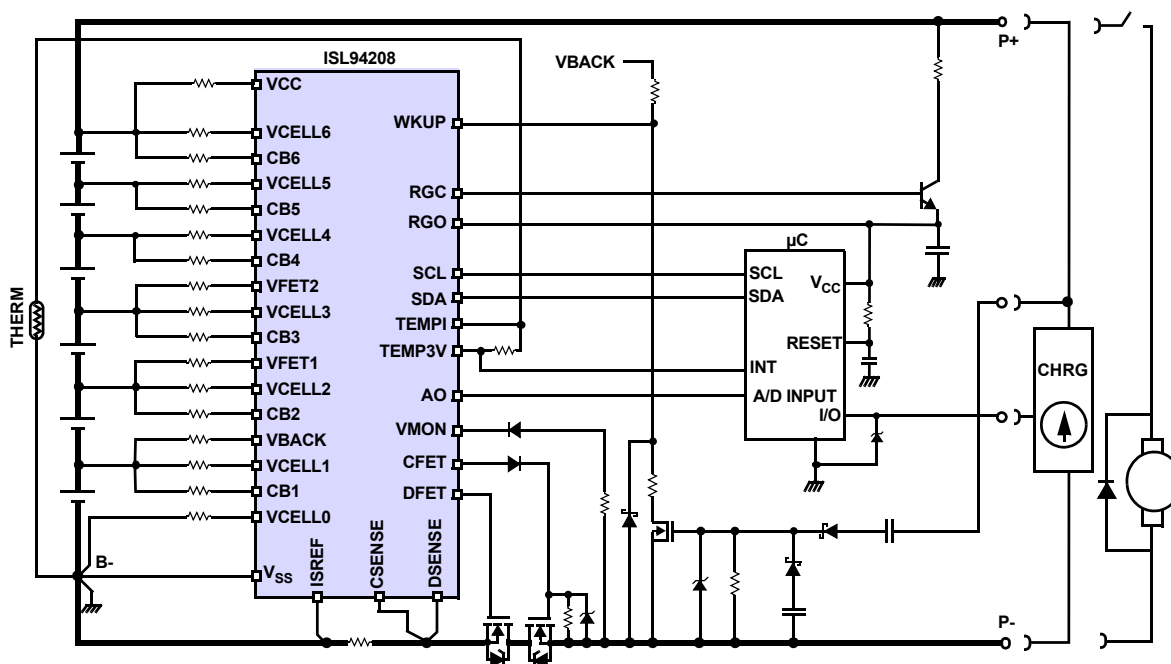 P+
ISL94208
VBACK
VCC
VCELL6
CB6
VCELL5
CB5
VCELL4
CB4
VFET2
VCELL3
CB3
VFET1
VCELL2
CB2
VBACK
VCELL1
CB1
VCELL0
VSS
WKUP
RGC
RGO
SCL
SDA
TEMPI
TEMP3V
AO
VMON
CFET
DFET
ISREF
CSENSE
DSENSE
THERM
B-
µC
SCL
SDA
VCC
RESET
INT
A/D INPUT
I/O
CHRG
P-